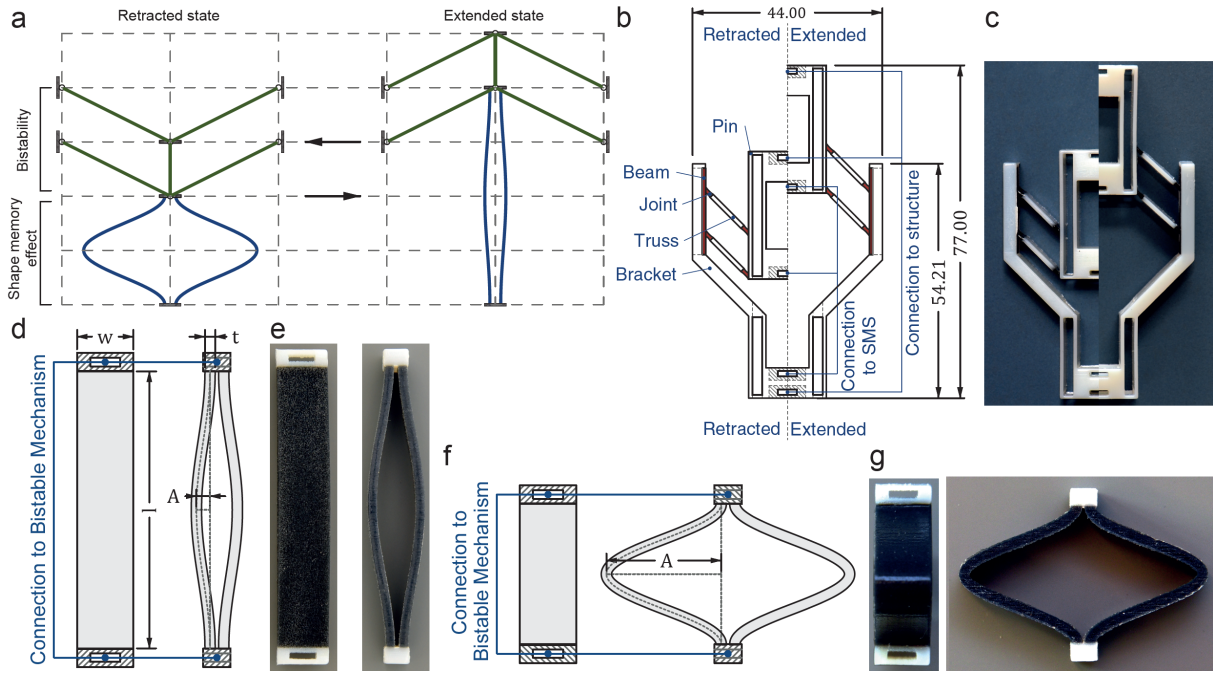 a
Retracted state
Extended state
Bistability
Shape memory
effect
b
44.00
Retracted
Extended
Pin
Beam
Joint
Truss
Bracket
Connection
to SMS
Connection to structure
54.21
77.00
Retracted
Extended
c
d
w
t
A
l
Connection to Bistable Mechanism
e
f
A
Connection to
Bistable Mechanism
g